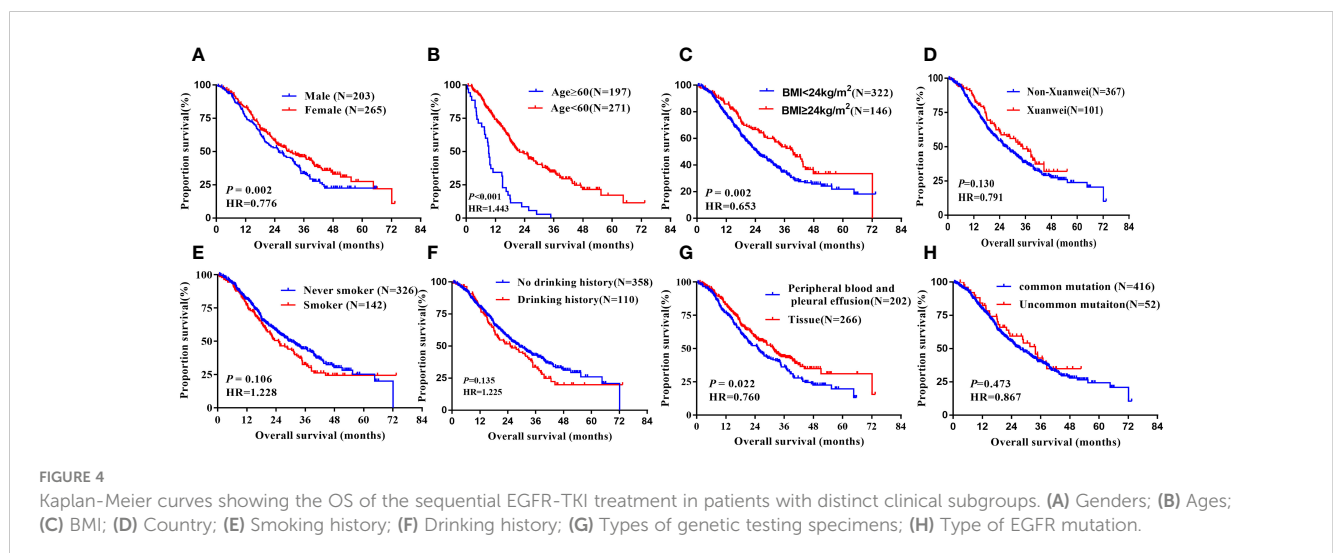 A
Proportion survival(%)
100
75
50
25
0
Male (N=203)
Female (N=265)
P = 0.002
HR=0.776
0 12 24 36 48 60 72 84
Overall survival (months)
B
Proportion survival(%)
100
75
50
25
0
Age≥60(N=197)
Age<60(N=271)
P<0.001
HR=1.443
0 12 24 36 48 60 72 84
Overall survival (months)
C
Proportion survival(%)
100
80
60
40
20
0
BMI<24kg/m²(N=322)
BMI≥24kg/m²(N=146)
P = 0.002
HR=0.653
0 12 24 36 48 60 72 84
Overall survival (months)
D
Proportion survival(%)
100
75
50
25
0
Non-Xuanwei(N=367)
Xuanwei(N=101)
P=0.130
HR=0.791
0 12 24 36 48 60 72 84
Overall survival (months)
E
Proportion survival(%)
100
75
50
25
0
Never smoker (N=326)
Smoker (N=142)
P = 0.106
HR=1.228
0 12 24 36 48 60 72 84
Overall survival (months)
F
Proportion survival(%)
100
75
50
25
0
No drinking history(N=358)
Drinking history(N=110)
P=0.135
HR=1.225
0 12 24 36 48 60 72 84
Overall survival (months)
G
Proportion survival(%)
100
75
50
25
0
Peripheral blood and
pleural effusion(N=202)
Tissue(N=266)
P = 0.022
HR=0.760
0 12 24 36 48 60 72 84
Overall survival (months)
H
Proportion survival(%)
100
75
50
25
0
common mutation (N=416)
Uncommon mutaiton(N=52)
P=0.473
HR=0.867
0 12 24 36 48 60 72 84
Overall survival (months)
FIGURE 4
Kaplan-Meier curves showing the OS of the sequential EGFR-TKI treatment in patients with distinct clinical subgroups. (A) Genders; (B) Ages;
(C) BMI; (D) Country; (E) Smoking history; (F) Drinking history; (G) Types of genetic testing specimens; (H) Type of EGFR mutation.